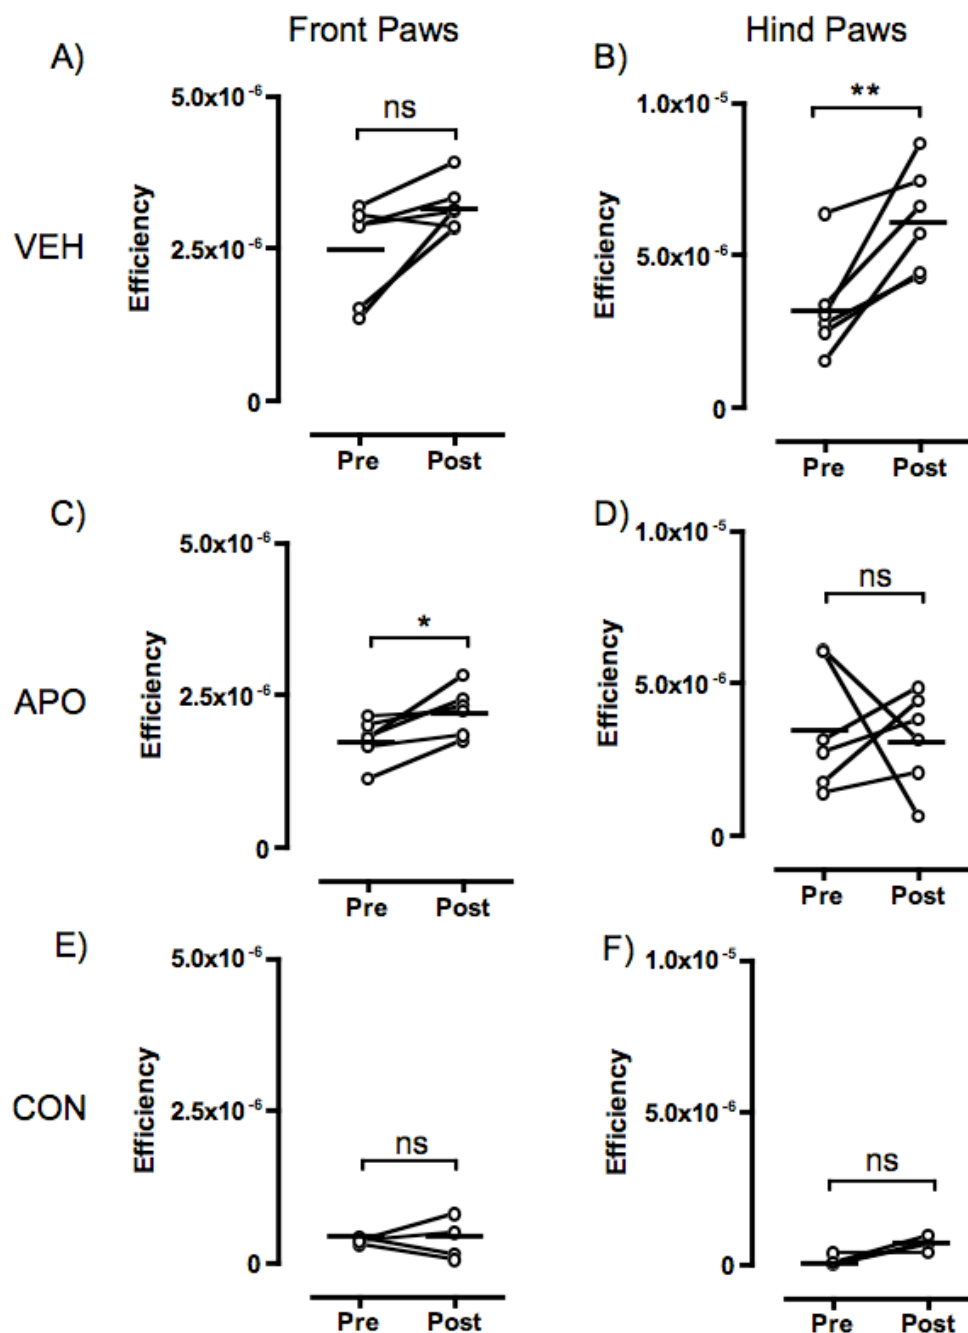 Front Paws Hind Paws
A) B)
5.0x10⁻⁶ ns 1.0x10⁻⁵ **
VEH Efficiency 2.5x10⁻⁶ Efficiency 5.0x10⁻⁶
0 0
Pre Post Pre Post
C) D)
5.0x10⁻⁶ 1.0x10⁻⁵
* ns
APO Efficiency 2.5x10⁻⁶ Efficiency 5.0x10⁻⁶
0 0
Pre Post Pre Post
E) F)
5.0x10⁻⁶ 1.0x10⁻⁵
CON Efficiency 2.5x10⁻⁶ Efficiency 5.0x10⁻⁶
ns ns
0 0
Pre Post Pre Post